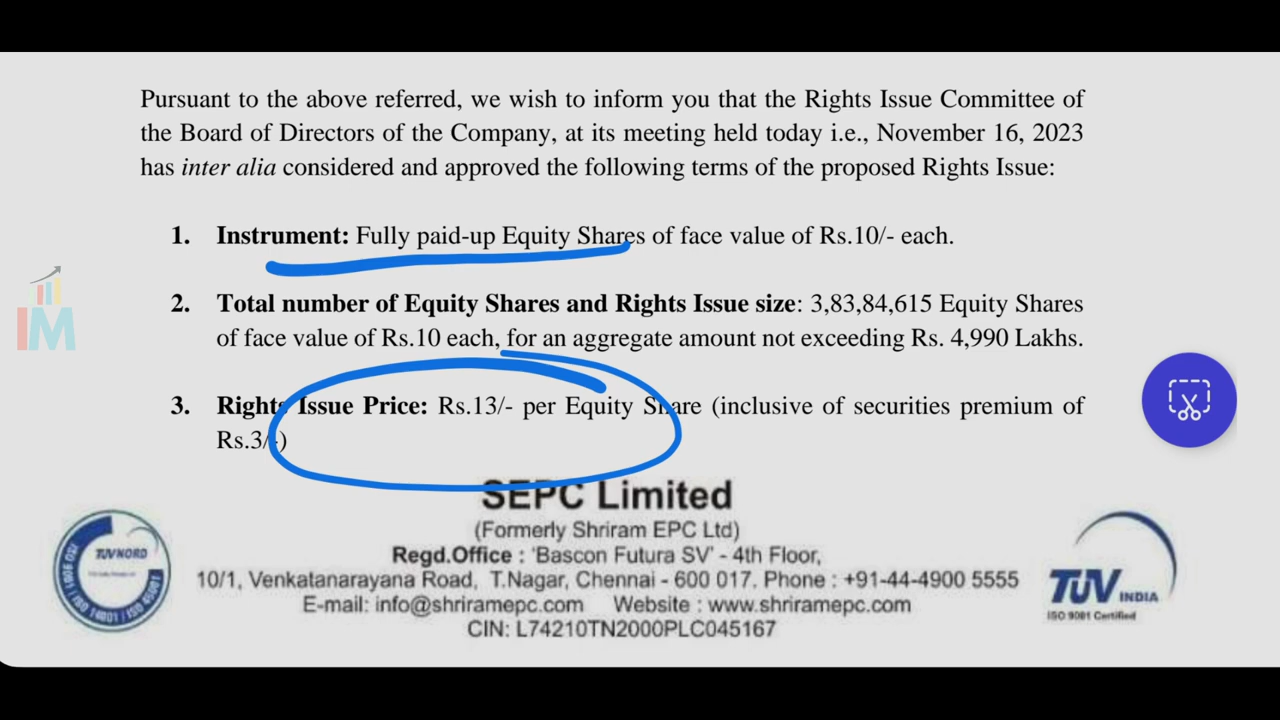 Pursuant to the above referred, we wish to inform you that the Rights Issue Committee of
the Board of Directors of the Company, at its meeting held today i.e., November 16, 2023
has inter alia considered and approved the following terms of the proposed Rights Issue:
1. Instrument: Fully paid-up Equity Shares of face value of Rs.10/- each.
2. Total number of Equity Shares and Rights Issue size: 3,83,84,615 Equity Shares
of face value of Rs.10 each, for an aggregate amount not exceeding Rs. 4,990 Lakhs.
IM
3. Rights Issue Price: Rs.13/- per Equity Share (inclusive of securities premium of
Rs.3/-)
SEPC Limited
(Formerly Shriram EPC Ltd)
Regd.Office : 'Bascon Futura SV' - 4th Floor,
10/1, Venkatanarayana Road, T.Nagar, Chennai - 600 017. Phone : +91-44-4900 5555
E-mail: info@shriramepc.com Website : www.shriramepc.com
CIN: L74210TN2000PLC045167
TUVNORD
TUV INDIA
ISO 9001 Certified